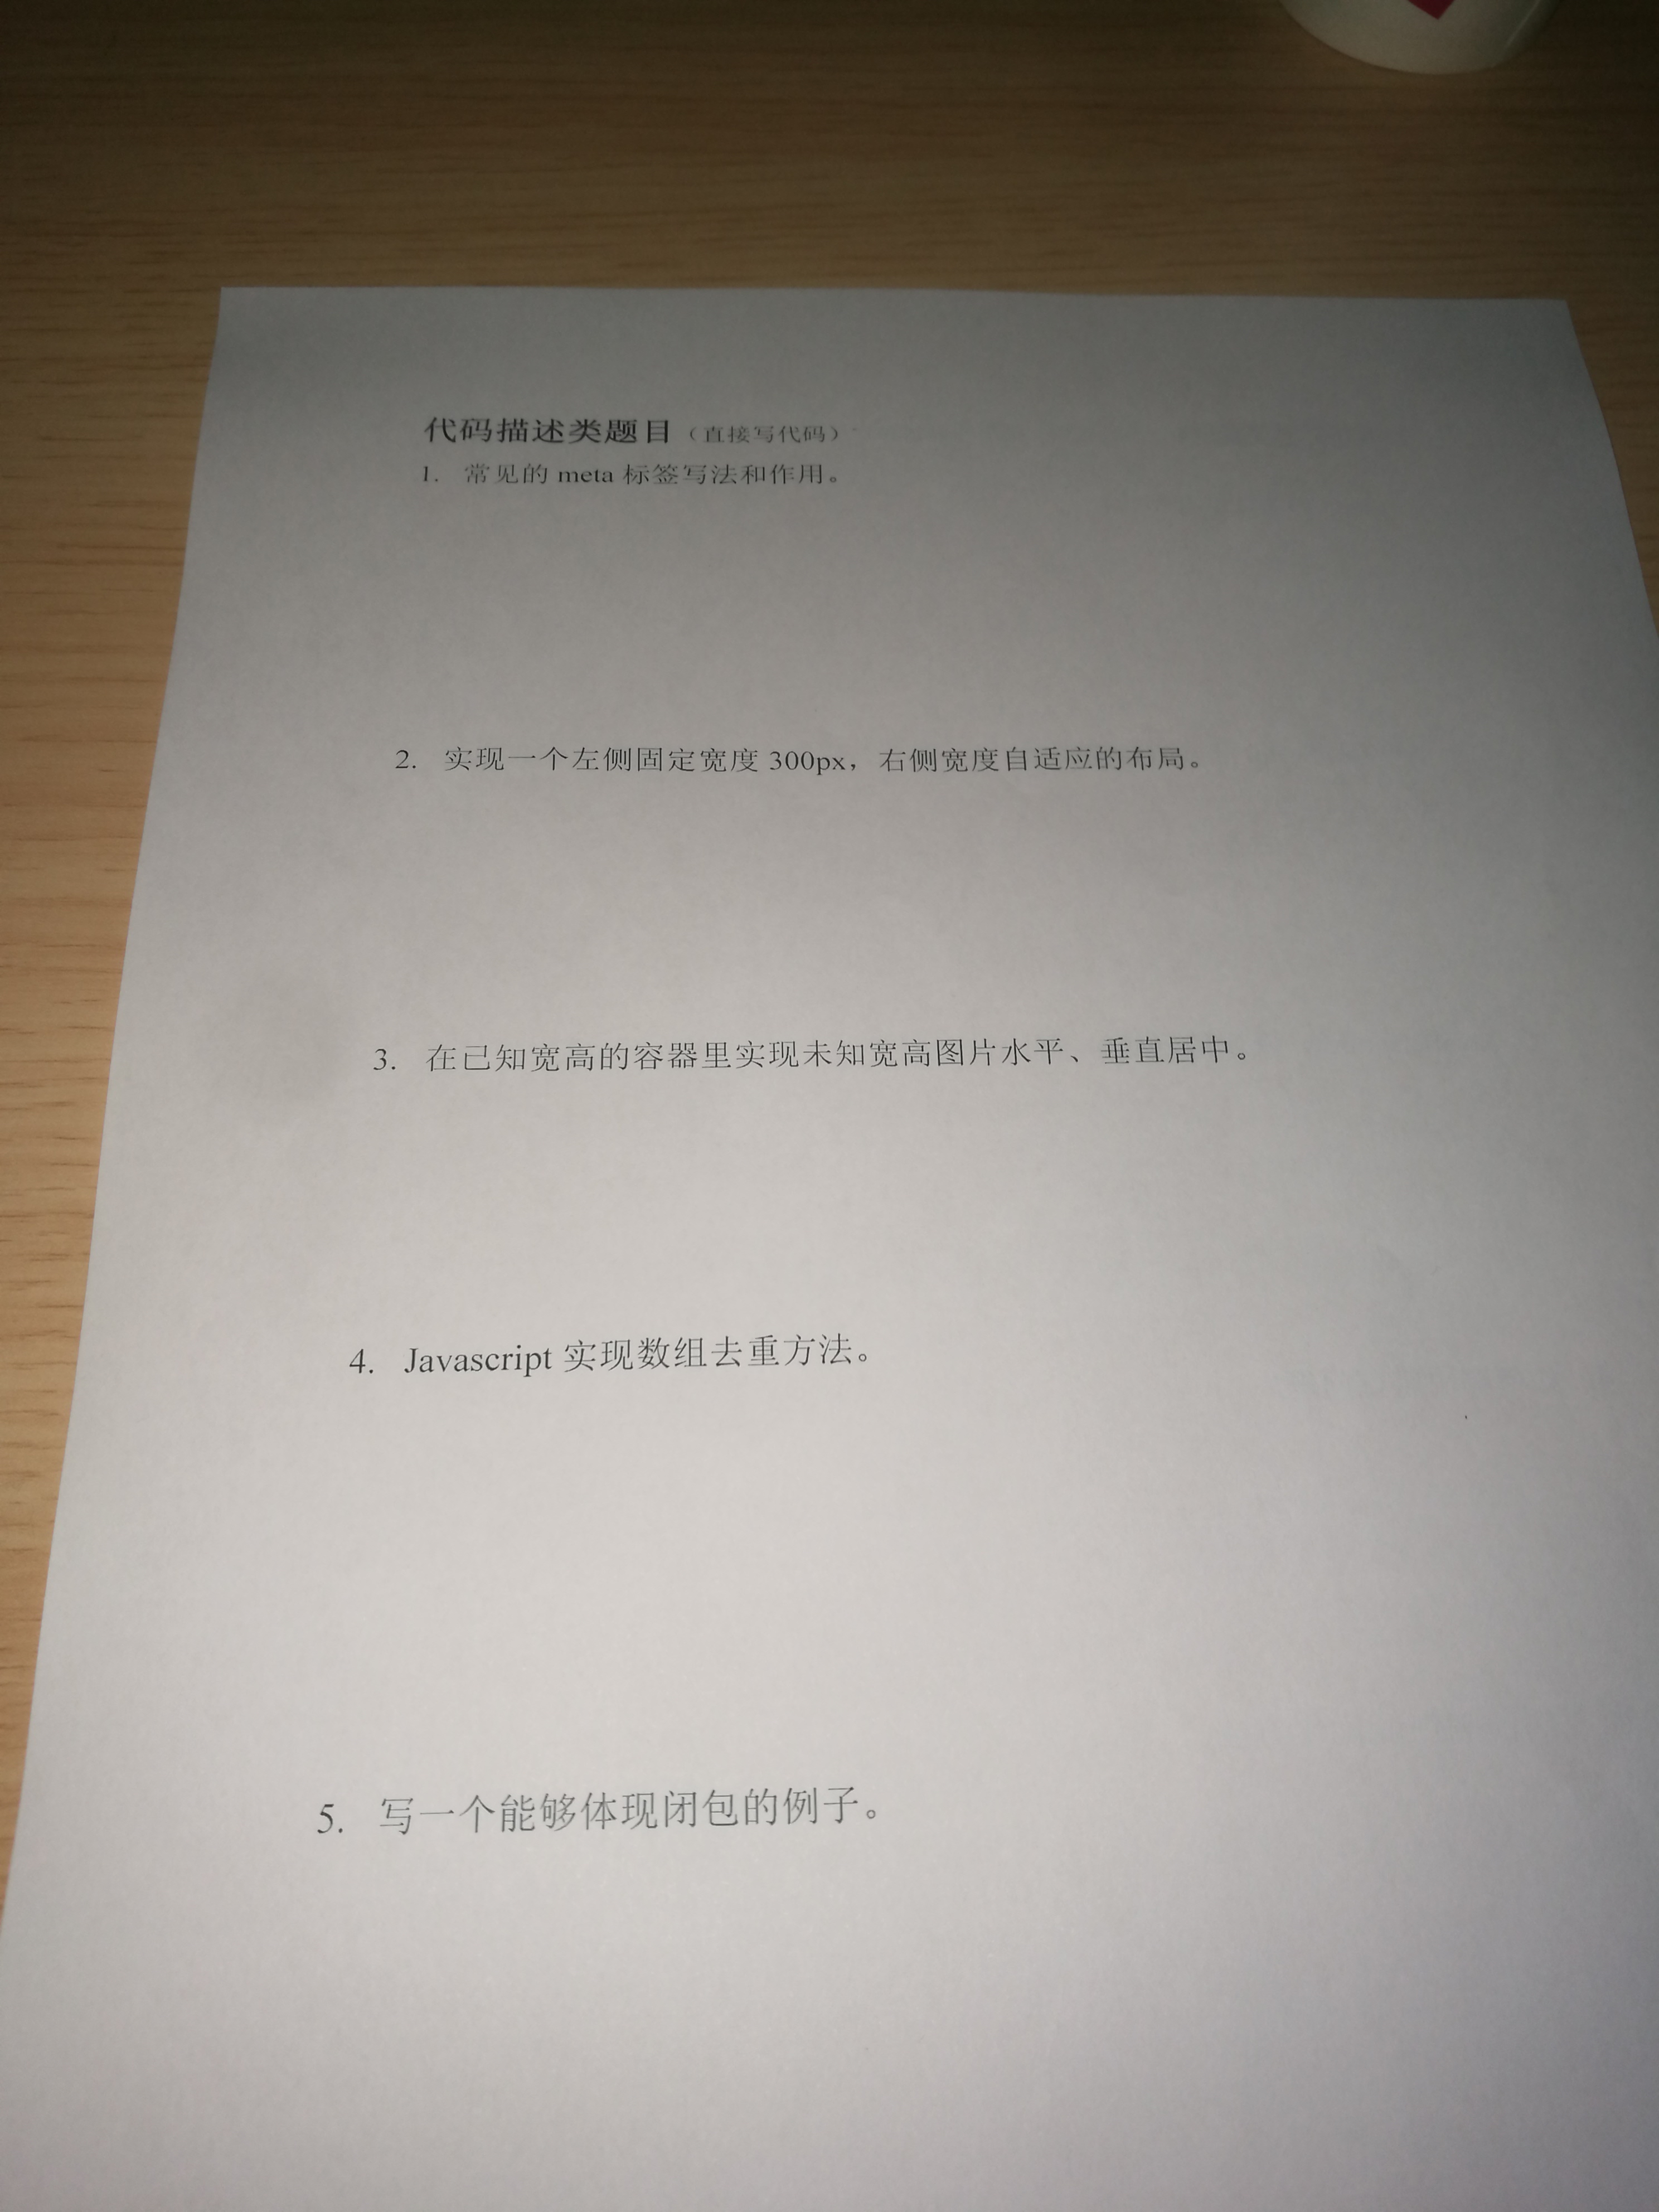 代码描述类题目（直接写代码）
1. 常见的 meta 标签写法和作用。
2. 实现一个左侧固定宽度 300px，右侧宽度自适应的布局。
3. 在已知宽高的容器里实现未知宽高图片水平、垂直居中。
4. Javascript 实现数组去重方法。
5. 写一个能够体现闭包的例子。